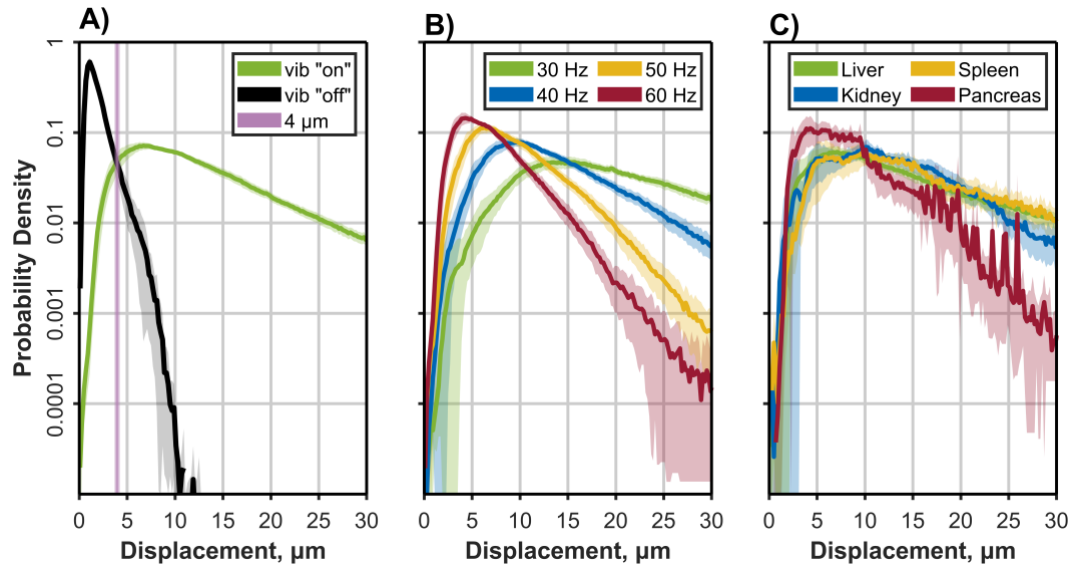 A)
B)
C)
Probability Density
1
0.1
0.01
0.001
0.0001
vib "on"
vib "off"
4 µm
30 Hz 50 Hz
40 Hz 60 Hz
Liver Spleen
Kidney Pancreas
0 5 10 15 20 25 30
0 5 10 15 20 25 30
0 5 10 15 20 25 30
Displacement, µm
Displacement, µm
Displacement, µm